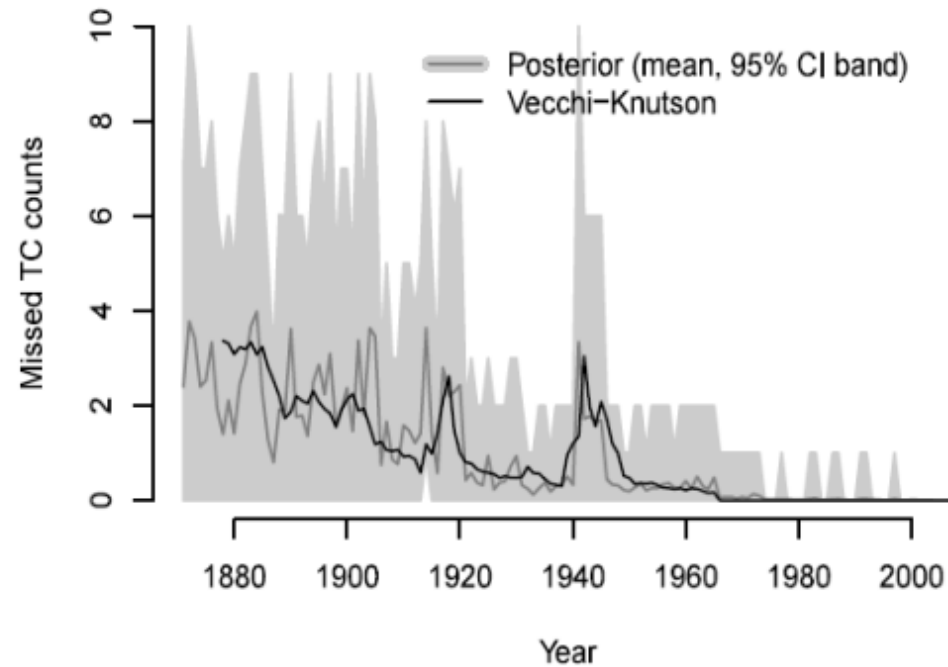 Posterior (mean, 95% CI band)
Vecchi−Knutson
Missed TC counts
10
8
6
4
2
0
1880 1900 1920 1940 1960 1980 2000
Year